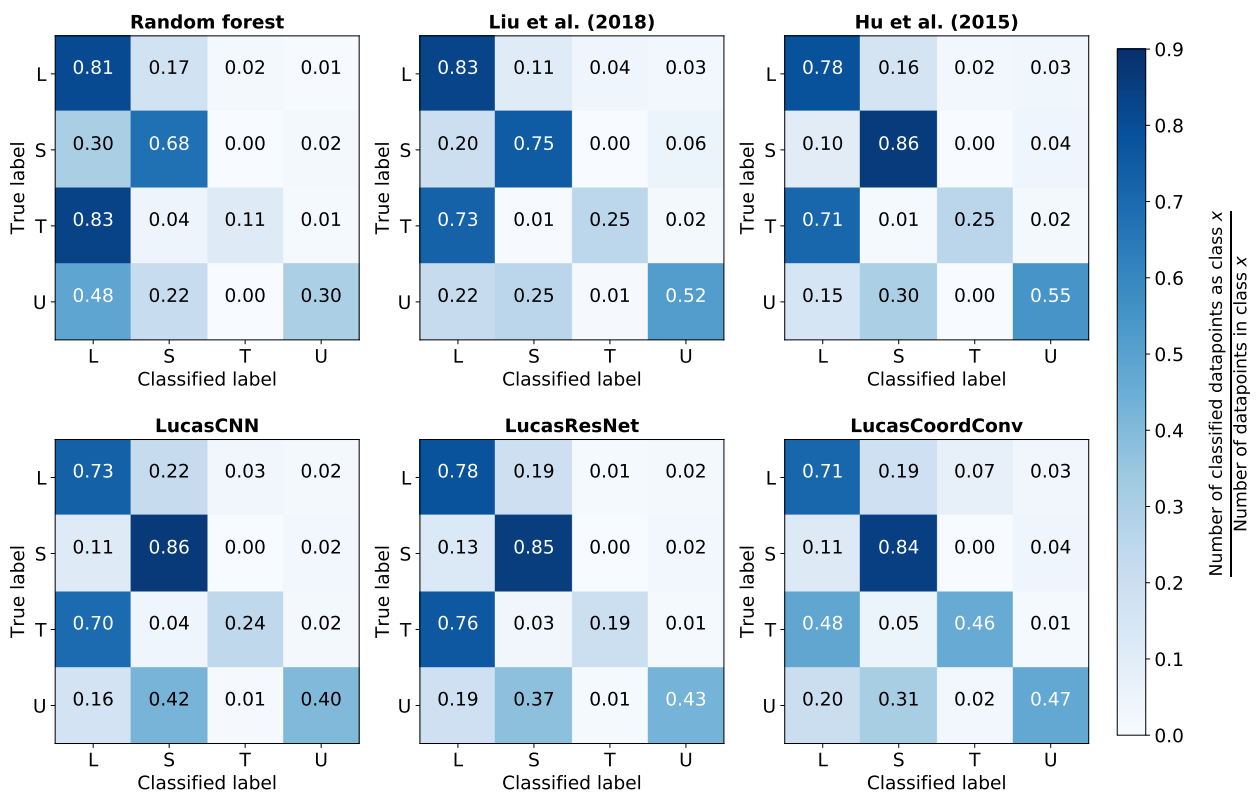 Random forest
Liu et al. (2018)
Hu et al. (2015)
True label
L 0.81 0.17 0.02 0.01
S 0.30 0.68 0.00 0.02
T 0.83 0.04 0.11 0.01
U 0.48 0.22 0.00 0.30
L S T U
Classified label
True label
L 0.83 0.11 0.04 0.03
S 0.20 0.75 0.00 0.06
T 0.73 0.01 0.25 0.02
U 0.22 0.25 0.01 0.52
L S T U
Classified label
True label
L 0.78 0.16 0.02 0.03
S 0.10 0.86 0.00 0.04
T 0.71 0.01 0.25 0.02
U 0.15 0.30 0.00 0.55
L S T U
Classified label
LucasCNN
LucasResNet
LucasCoordConv
True label
L 0.73 0.22 0.03 0.02
S 0.11 0.86 0.00 0.02
T 0.70 0.04 0.24 0.02
U 0.16 0.42 0.01 0.40
L S T U
Classified label
True label
L 0.78 0.19 0.01 0.02
S 0.13 0.85 0.00 0.02
T 0.76 0.03 0.19 0.01
U 0.19 0.37 0.01 0.43
L S T U
Classified label
True label
L 0.71 0.19 0.07 0.03
S 0.11 0.84 0.00 0.04
T 0.48 0.05 0.46 0.01
U 0.20 0.31 0.02 0.47
L S T U
Classified label
0.9
0.8
0.7
0.6
0.5
0.4
0.3
0.2
0.1
0.0
Number of classified datapoints as class x
Number of datapoints in class x